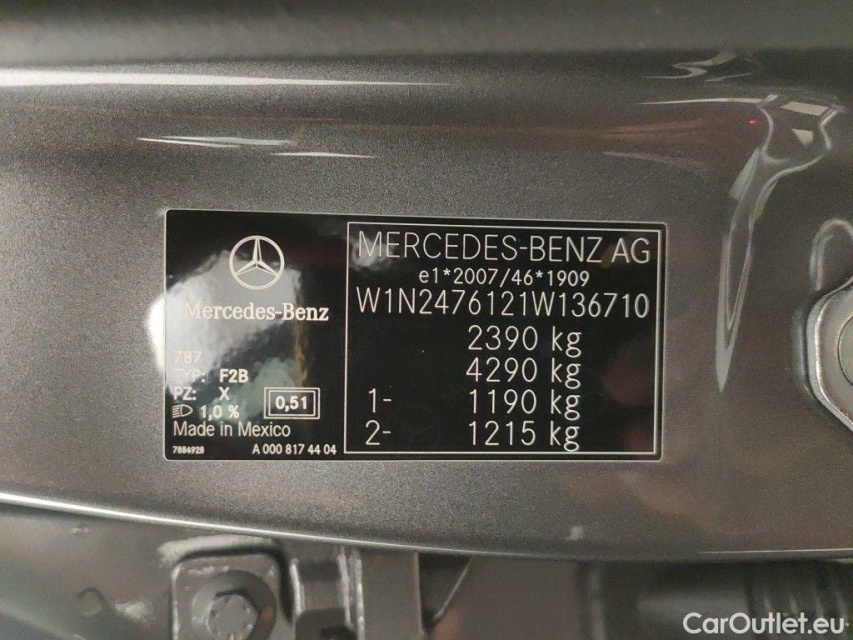 Mercedes-Benz
787
TYP: F2B
PZ: X
1,0 %
0,51
Made in Mexico
7884928 A 000 817 44 04
MERCEDES-BENZ AG
e1*2007/46*1909
W1N2476121W136710
2390 kg
4290 kg
1- 1190 kg
2- 1215 kg
CarOutlet.eu